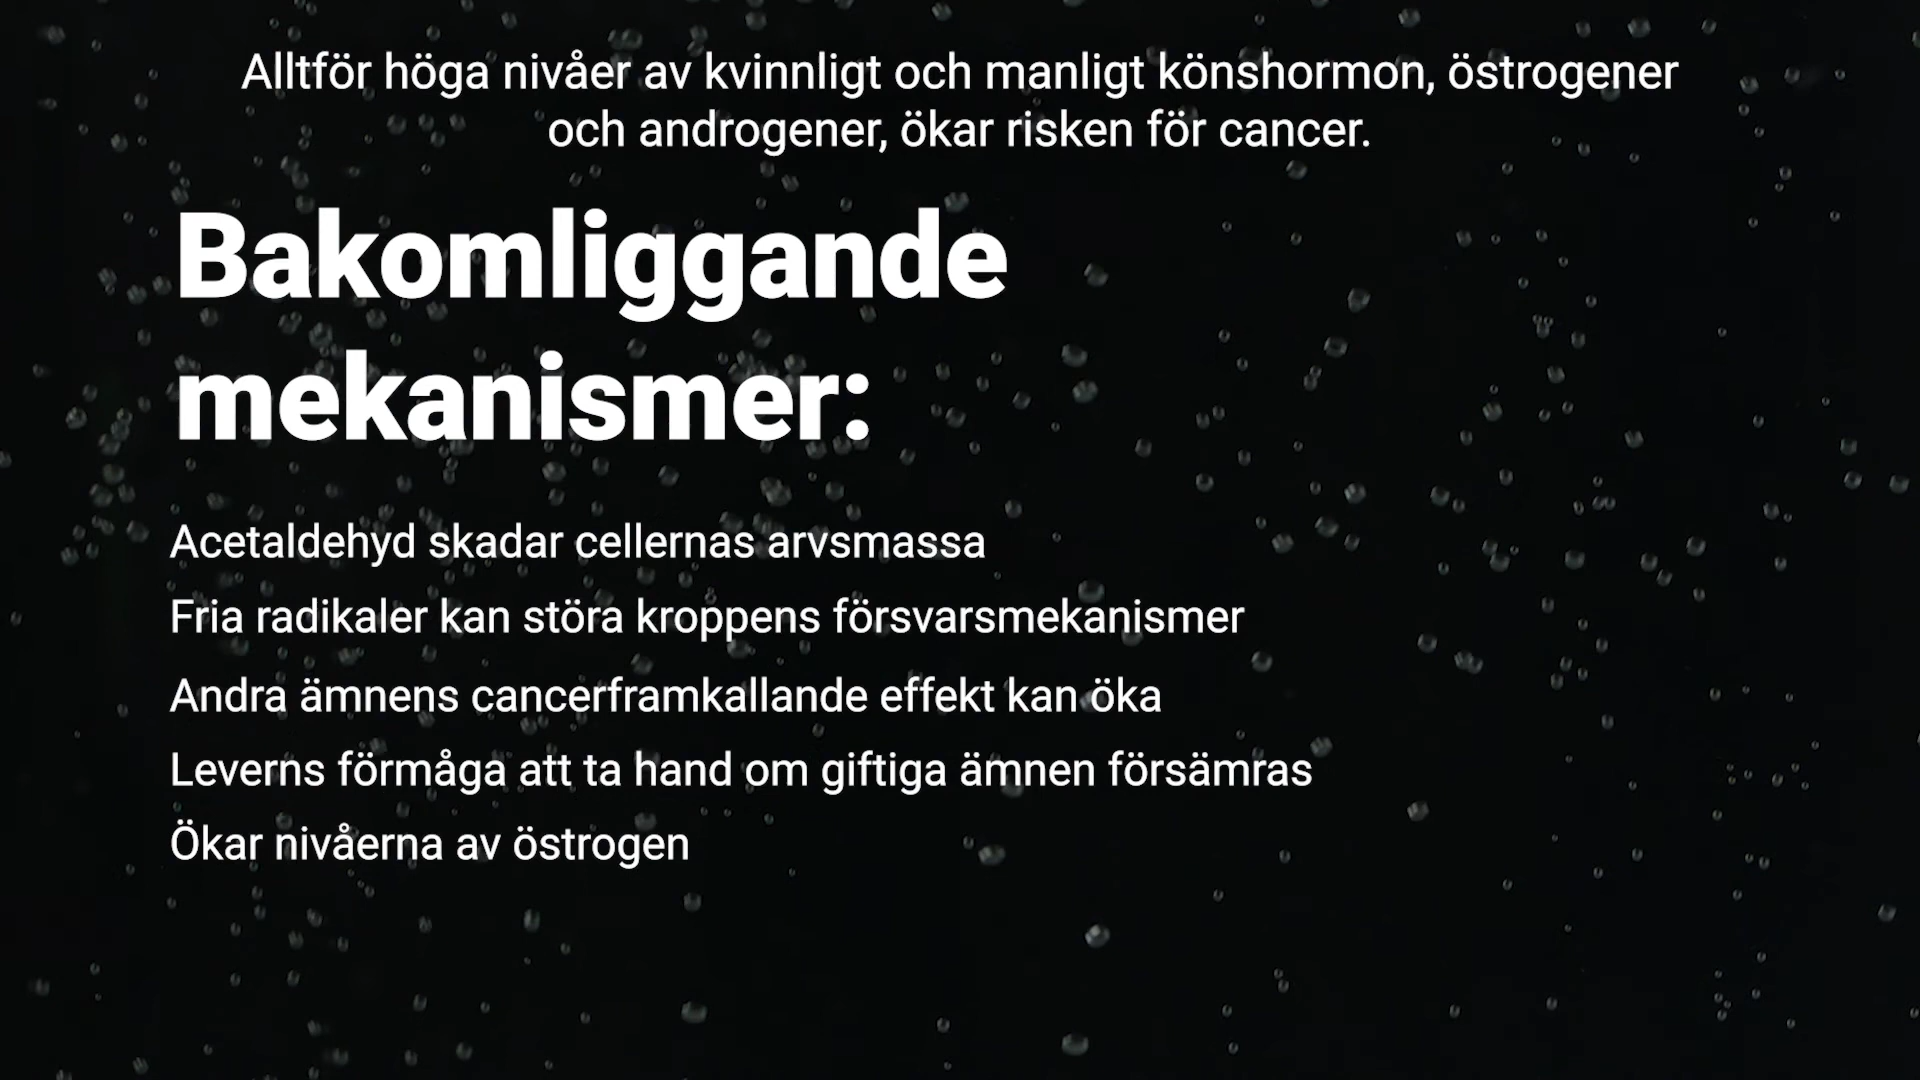 Alltför höga nivåer av kvinnligt och manligt könshormon, östrogener
och androgener, ökar risken för cancer.
Bakomliggande
mekanismer:
Acetaldehyd skadar cellernas arvsmassa
Fria radikaler kan störa kroppens försvarsmekanismer
Andra ämnens cancerframkallande effekt kan öka
Leverns förmåga att ta hand om giftiga ämnen försämras
Ökar nivåerna av östrogen